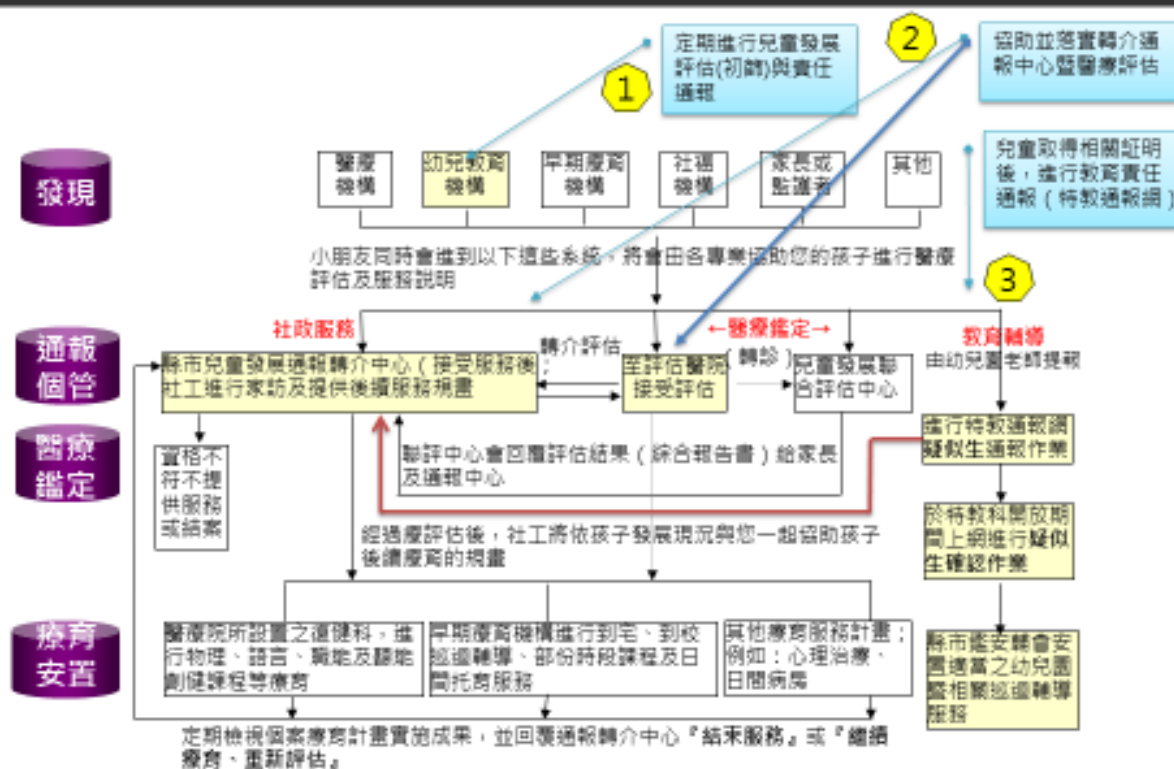 定期進行兒童發展
評估(初篩)與責任
通報
協助並落實轉介通
報中心暨醫療評估
1
2
兒童取得相關証明
後，進行教育責任
通報（特教通報網）
3
發現
醫療
機構
幼兒教育
機構
早期療育
機構
社福
機構
家長或
監護者
其他
小朋友同時會進到以下這些系統，將會由各專業協助您的孩子進行醫療
評估及服務說明
通報
個管
社政服務
縣市兒童發展通報轉介中心（接受服務後；
社工進行家訪及提供後續服務規畫
轉介評估
←醫療鑑定→
至評估醫院
接受評估
（轉診）
兒童發展聯
合評估中心
教育輔導
由幼兒園老師提報
進行特教通報網
疑似生通報作業
醫療
鑑定
資格不
符不提
供服務
或結案
聯評中心會回覆評估結果（綜合報告書）給家長
及通報中心
經過療評估後，社工將依孩子發展現況與您一起協助孩子
後續療育的規畫
於特教科開放期
間上網進行疑似
生確認作業
療育
安置
醫療院所設置之復健科，進
行物理、語言、職能及聽能
創健課程等療育
早期療育機構進行到宅、到校
巡迴輔導、部份時段課程及日
間托育服務
其他療育服務計畫；
例如：心理治療、
日間病房
縣市鑑安輔會安
置適當之幼兒園
暨相關巡迴輔導
服務
定期檢視個案療育計畫實施成果，並回覆通報轉介中心『結束服務』或『繼續
療育、重新評估』